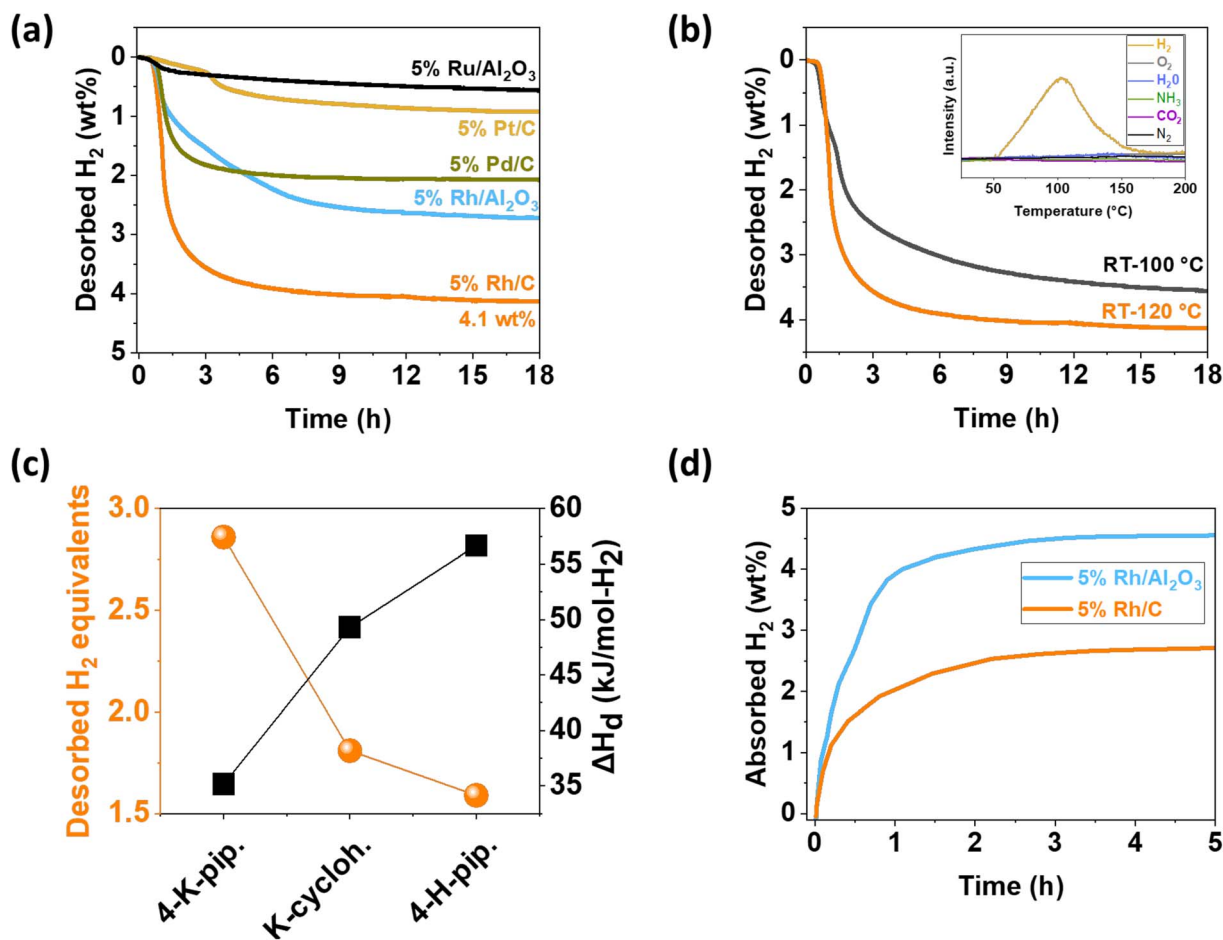 (a)
0
1
2
3
4
5
Desorbed H₂ (wt%)
5% Ru/Al₂O₃
5% Pt/C
5% Pd/C
5% Rh/Al₂O₃
5% Rh/C
4.1 wt%
0 3 6 9 12 15 18
Time (h)
(b)
0
1
2
3
4
Desorbed H₂ (wt%)
Intensity (a.u.)
H₂
O₂
H₂0
NH₃
CO₂
N₂
50 100 150 200
Temperature (°C)
RT-100 °C
RT-120 °C
0 3 6 9 12 15 18
Time (h)
(c)
3.0
2.5
2.0
1.5
Desorbed H₂ equivalents
60
55
50
45
40
35
ΔH_d (kJ/mol-H₂)
4-K-pip.
K-cycloh.
4-H-pip.
(d)
5
4
3
2
1
0
Absorbed H₂ (wt%)
5% Rh/Al₂O₃
5% Rh/C
0 1 2 3 4 5
Time (h)